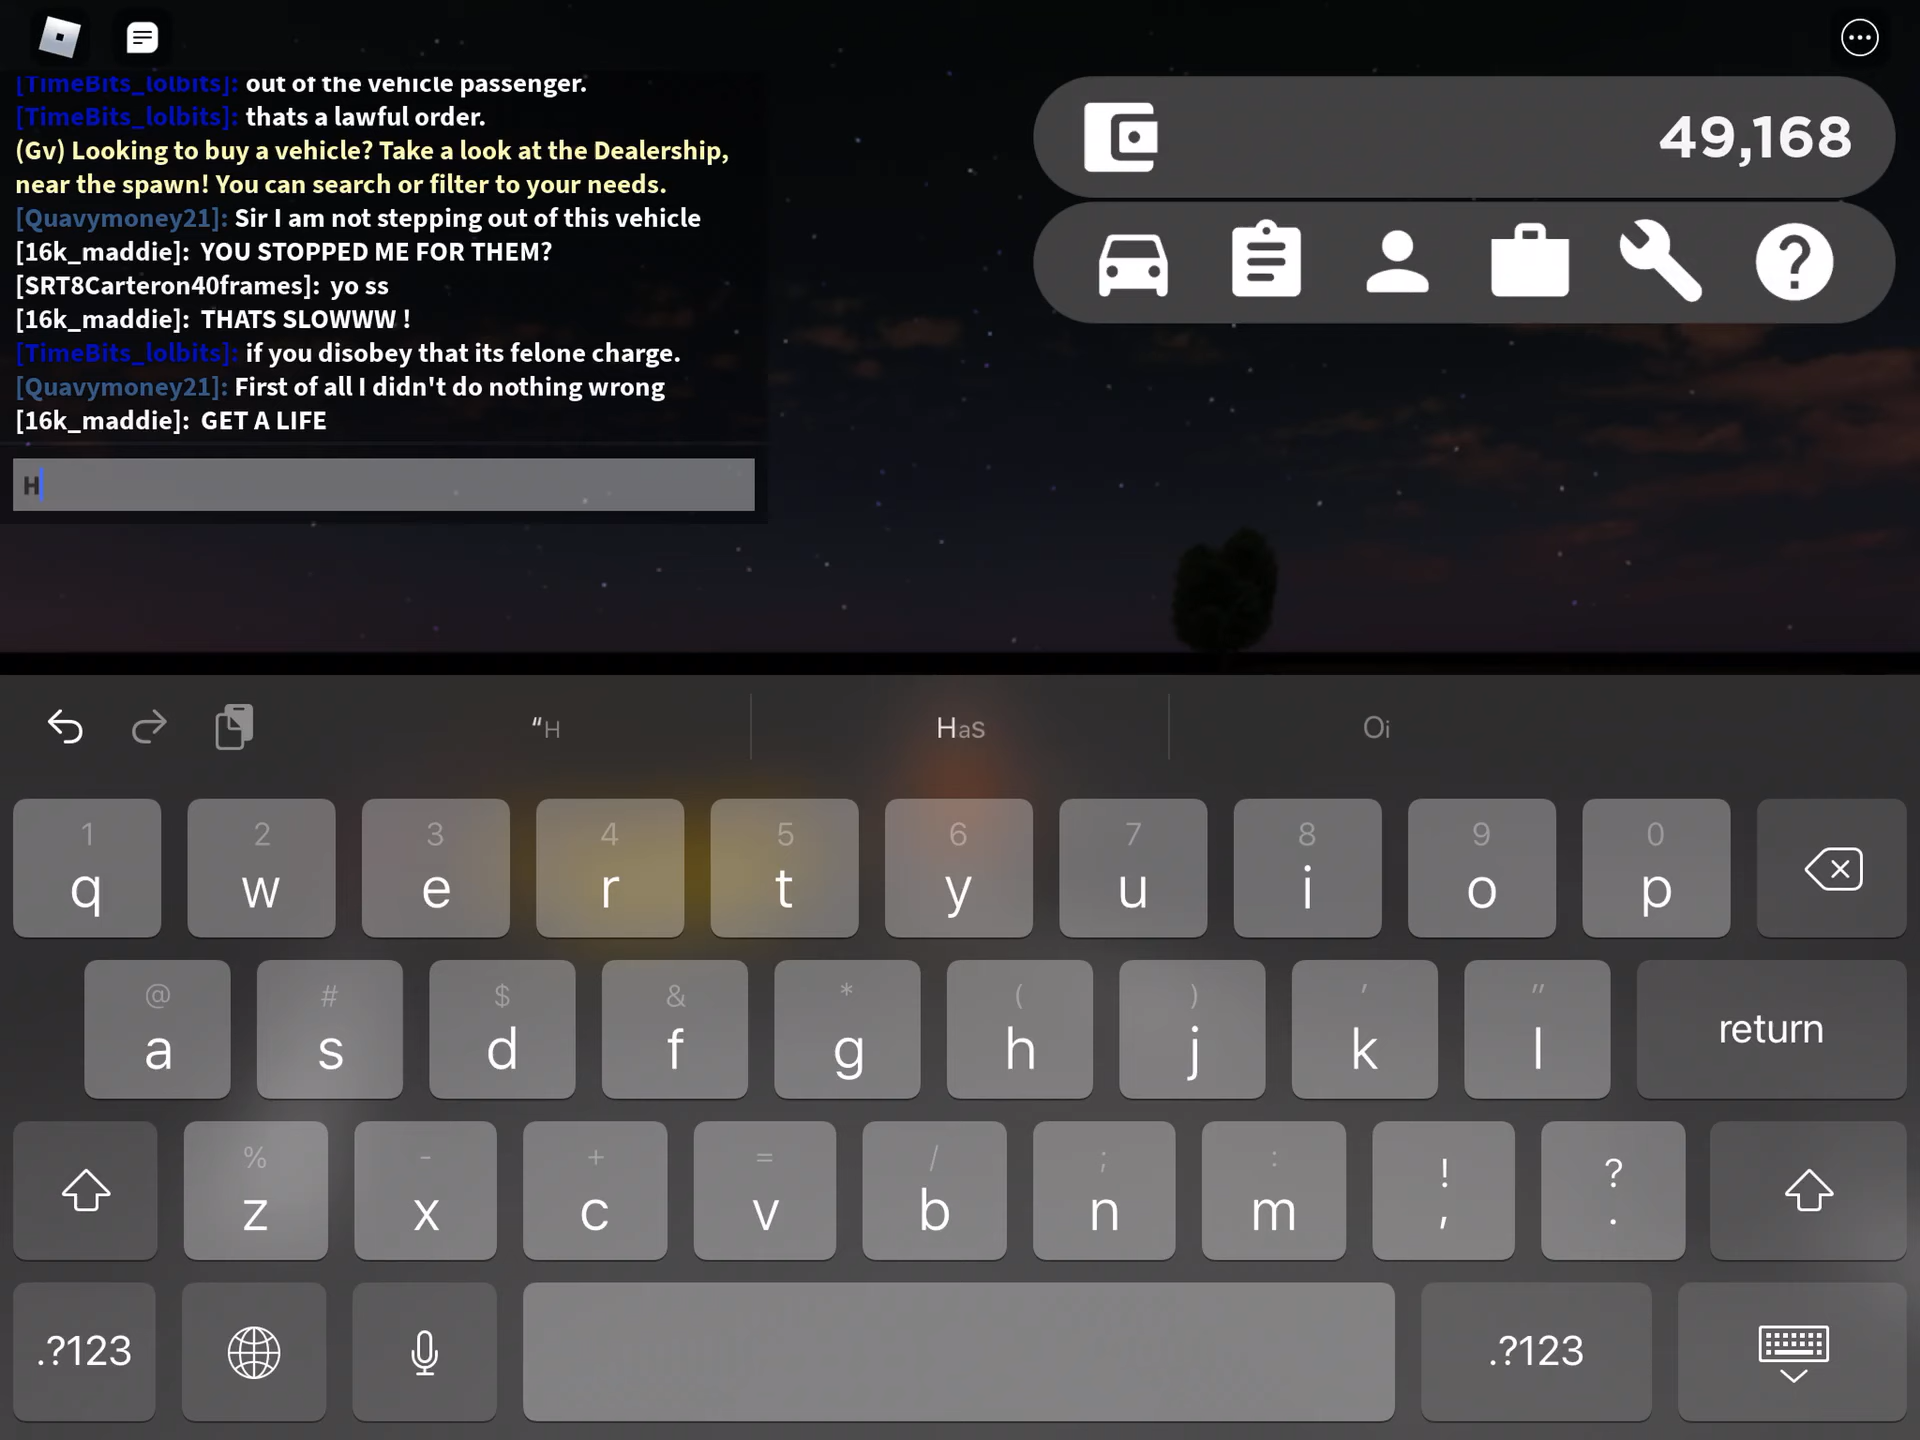 [TimeBits_lolbits]: out of the vehicle passenger.
[TimeBits_lolbits]: thats a lawful order.
(Gv) Looking to buy a vehicle? Take a look at the Dealership,
near the spawn! You can search or filter to your needs.
[Quavymoney21]: Sir I am not stepping out of this vehicle
[16k_maddie]: YOU STOPPED ME FOR THEM?
[SRT8Carteron40frames]: yo ss
[16k_maddie]: THATS SLOWWW !
[TimeBits_lolbits]: if you disobey that its felone charge.
[Quavymoney21]: First of all I didn't do nothing wrong
[16k_maddie]: GET A LIFE
H
49,168
?
“H Has Oi
1 2 3 4 5 6 7 8 9 0
q w e r t y u i o p
@ # $ & * ( ) ' "
a s d f g h j k l return
% - + = / ; : ! ?
z x c v b n m , .
.?123 .?123